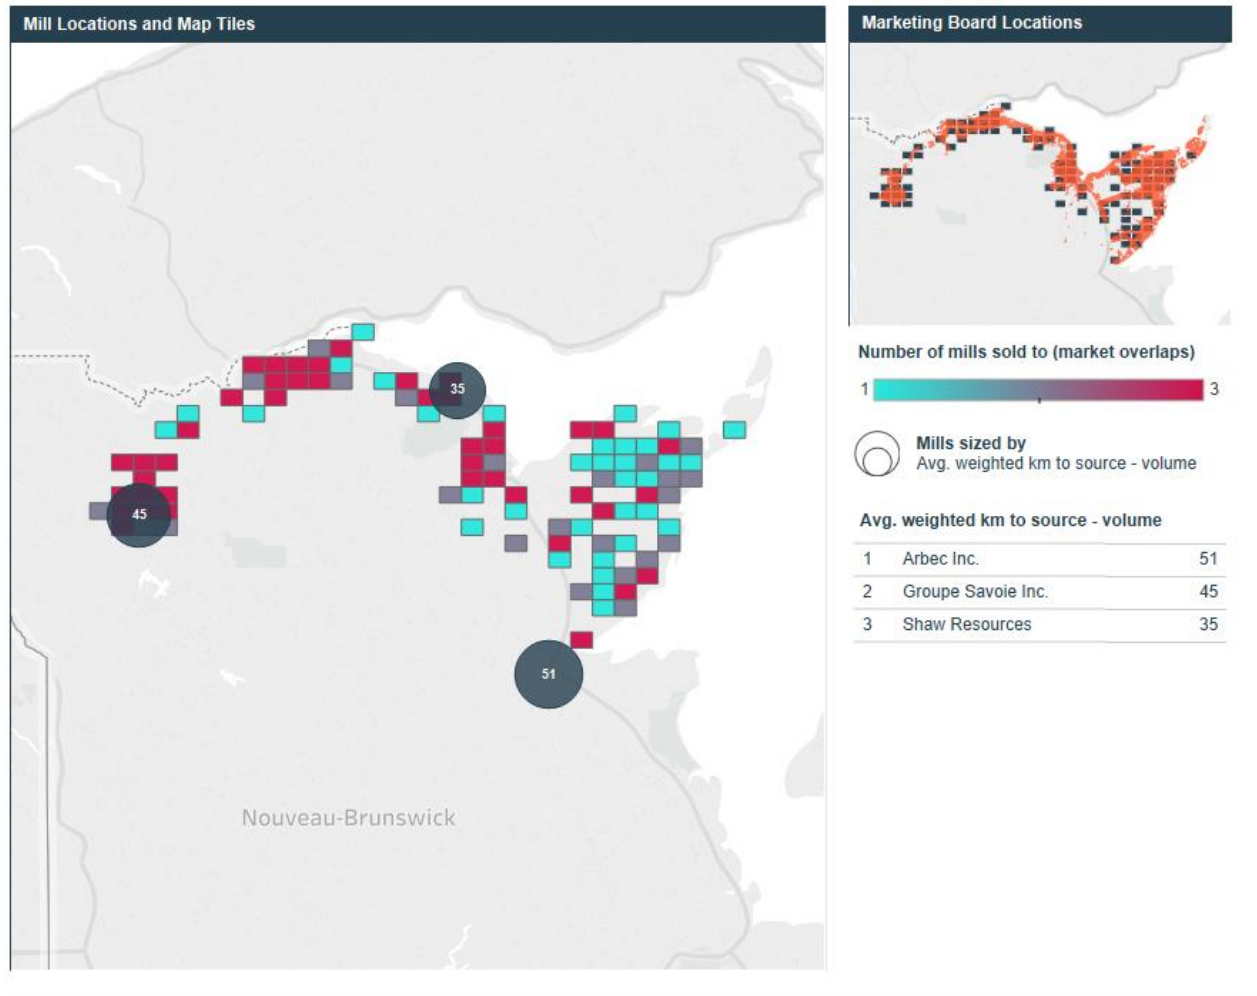 Mill Locations and Map Tiles
35
45
51
Nouveau-Brunswick
Marketing Board Locations
Number of mills sold to (market overlaps)
1 3
Mills sized by
Avg. weighted km to source - volume
Avg. weighted km to source - volume
1 Arbec Inc. 51
2 Groupe Savoie Inc. 45
3 Shaw Resources 35